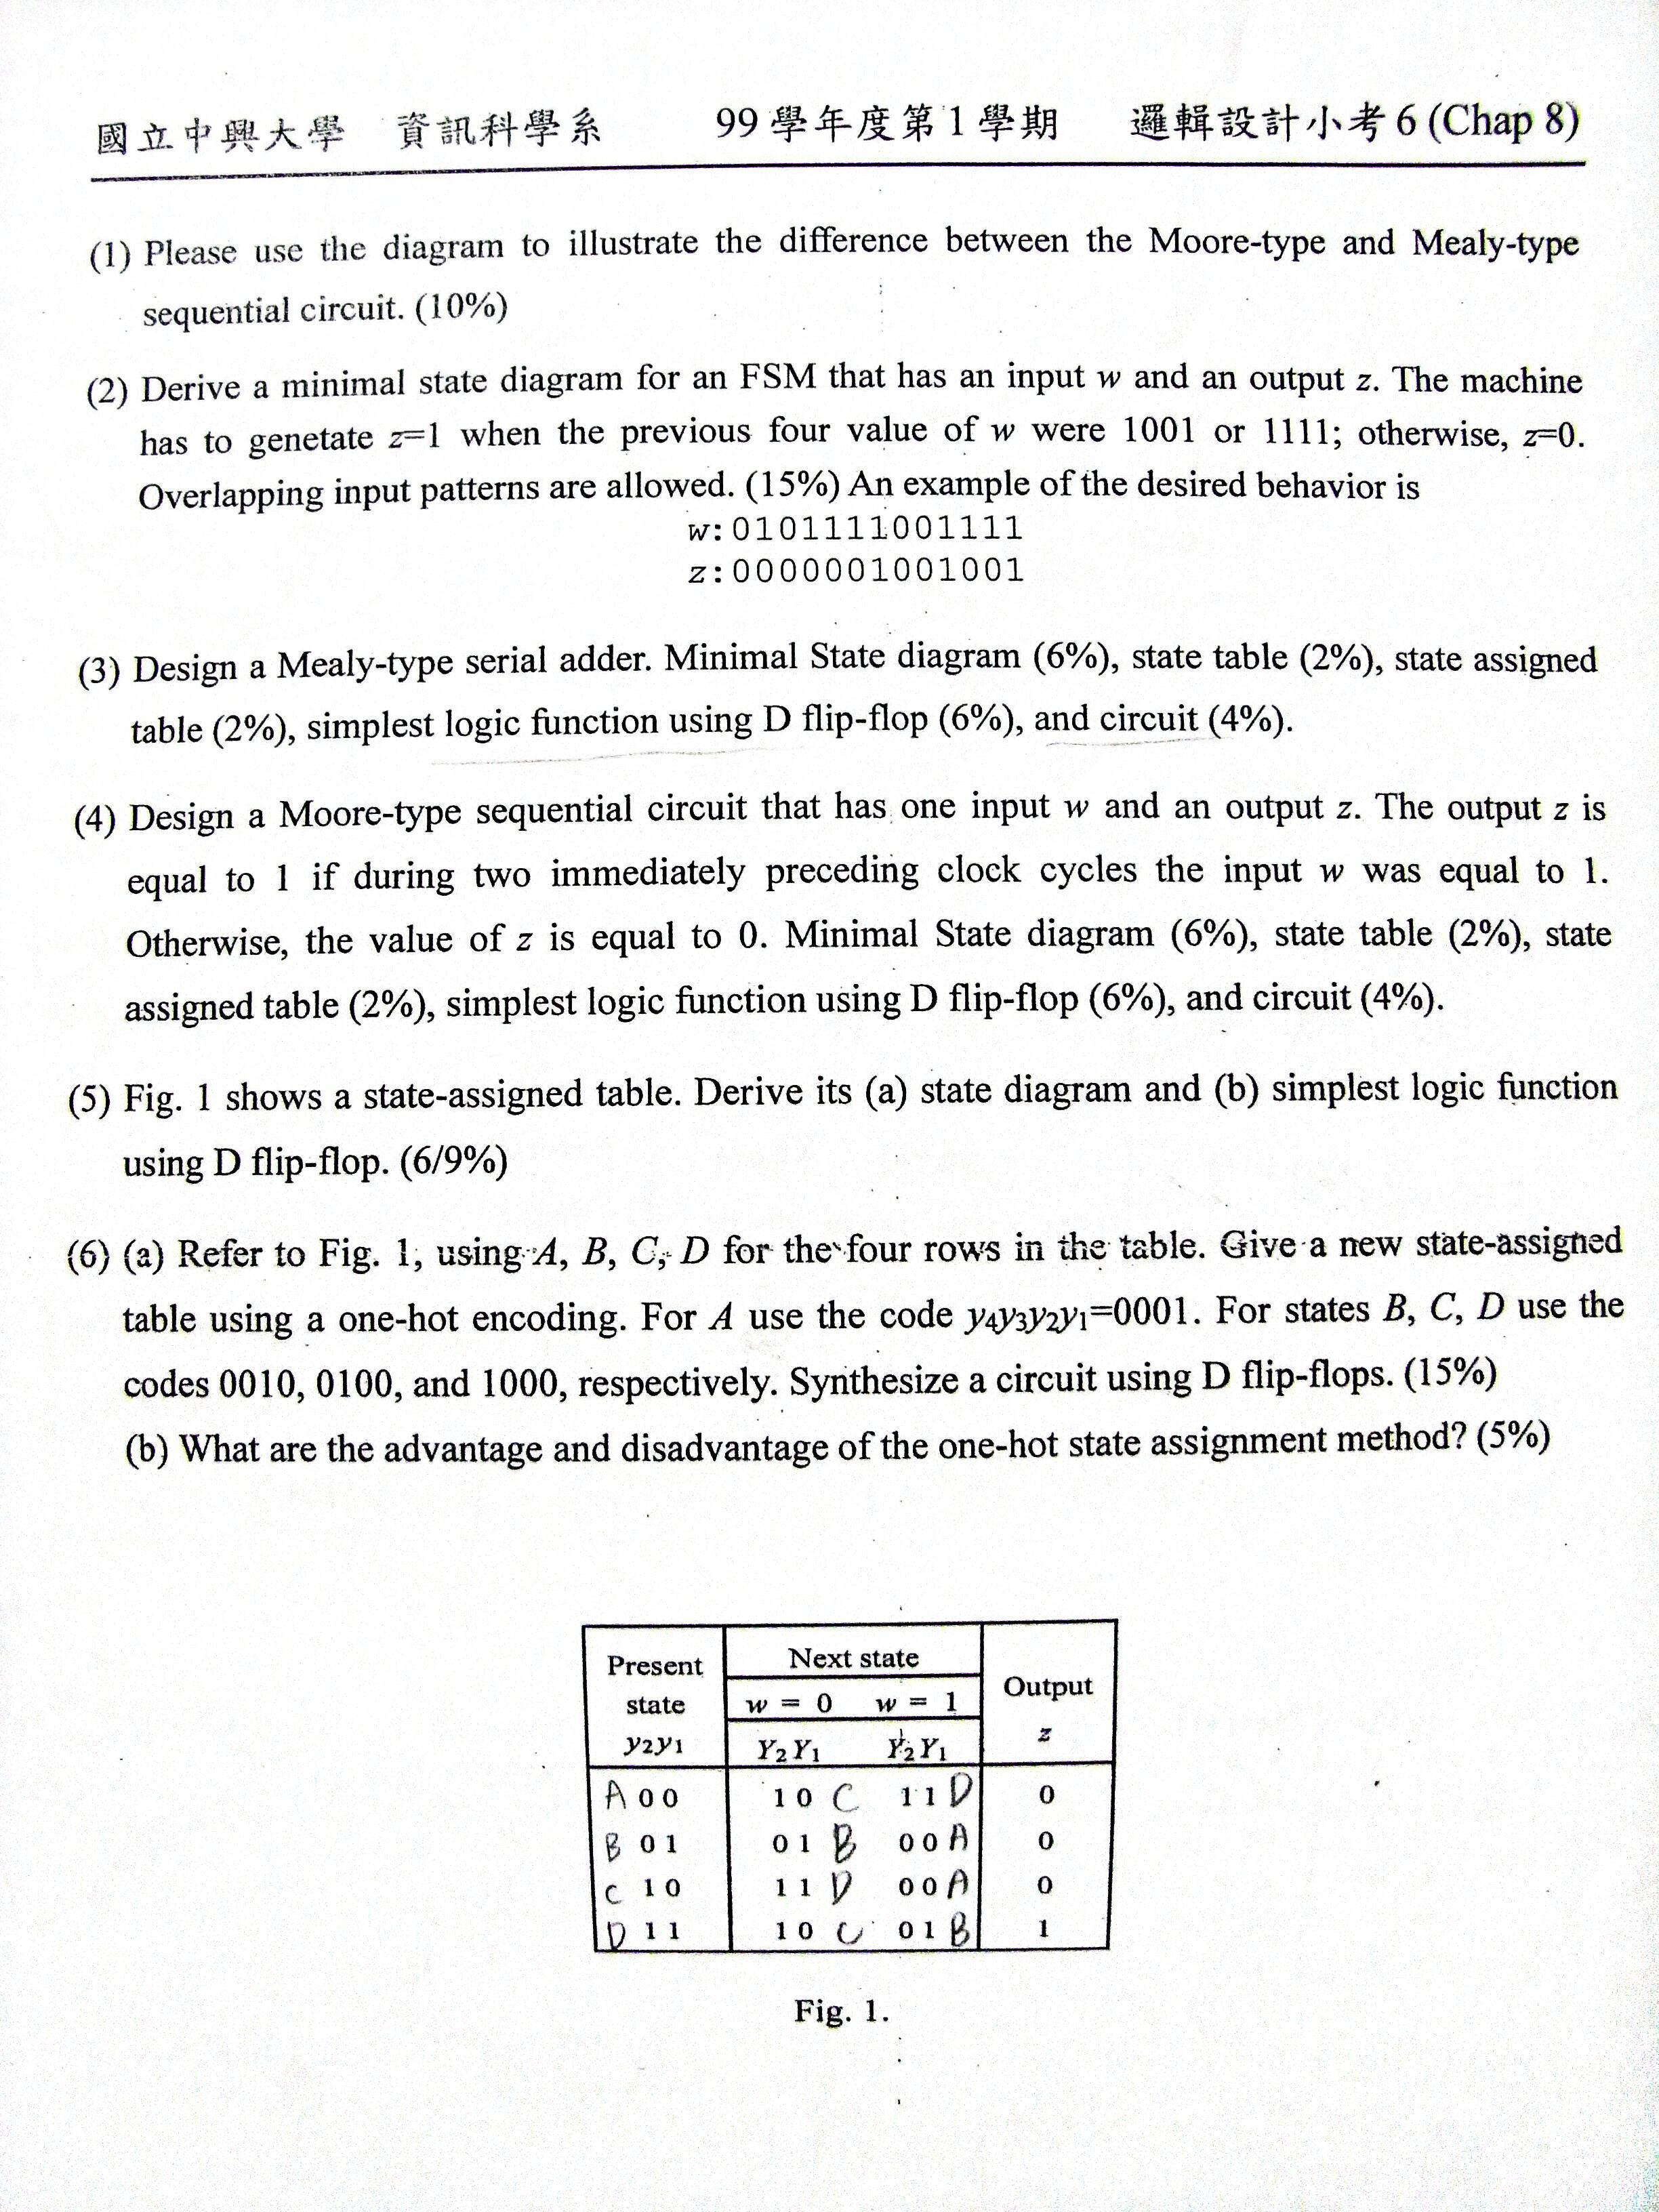 國立中興大學 資訊科學系 99 學年度第 1 學期 邏輯設計小考 6 (Chap 8)
(1) Please use the diagram to illustrate the difference between the Moore-type and Mealy-type
sequential circuit. (10%)
(2) Derive a minimal state diagram for an FSM that has an input w and an output z. The machine
has to genetate z=1 when the previous four value of w were 1001 or 1111; otherwise, z=0.
Overlapping input patterns are allowed. (15%) An example of the desired behavior is
w: 0101111001111
z: 0000001001001
(3) Design a Mealy-type serial adder. Minimal State diagram (6%), state table (2%), state assigned
table (2%), simplest logic function using D flip-flop (6%), and circuit (4%).
(4) Design a Moore-type sequential circuit that has one input w and an output z. The output z is
equal to 1 if during two immediately preceding clock cycles the input w was equal to 1.
Otherwise, the value of z is equal to 0. Minimal State diagram (6%), state table (2%), state
assigned table (2%), simplest logic function using D flip-flop (6%), and circuit (4%).
(5) Fig. 1 shows a state-assigned table. Derive its (a) state diagram and (b) simplest logic function
using D flip-flop. (6/9%)
(6) (a) Refer to Fig. 1, using A, B, C, D for the four rows in the table. Give a new state-assigned
table using a one-hot encoding. For A use the code y4y3y2y1=0001. For states B, C, D use the
codes 0010, 0100, and 1000, respectively. Synthesize a circuit using D flip-flops. (15%)
(b) What are the advantage and disadvantage of the one-hot state assignment method? (5%)
Present state y2y1
Next state
w = 0 w = 1
Y2Y1 Y2Y1
Output z
A 00 10 C 11 D 0
B 01 01 B 00 A 0
C 10 11 D 00 A 0
D 11 10 C 01 B 1
Fig. 1.